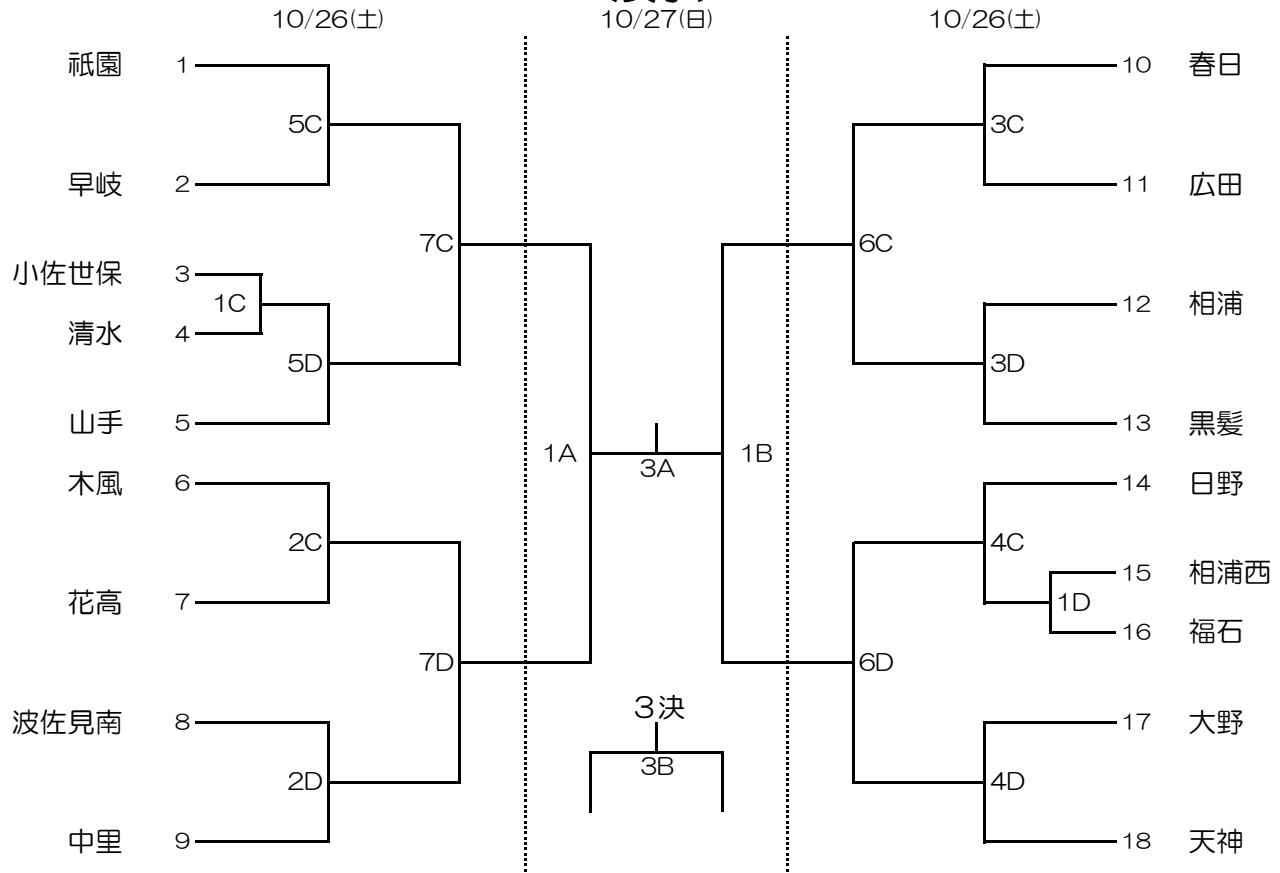 10/26(土) 10/27(日) 10/26(土)
祇園 1
5C
早岐 2
7C
小佐世保 3
1C
清水 4
5D
山手 5
木風 6
2C
花高 7
7D
波佐見南 8
2D
中里 9
1A
3A
1B
3決
3B
10 春日
3C
11 広田
6C
12 相浦
3D
13 黒髪
14 日野
4C
15 相浦西
1D
16 福石
6D
17 大野
4D
18 天神